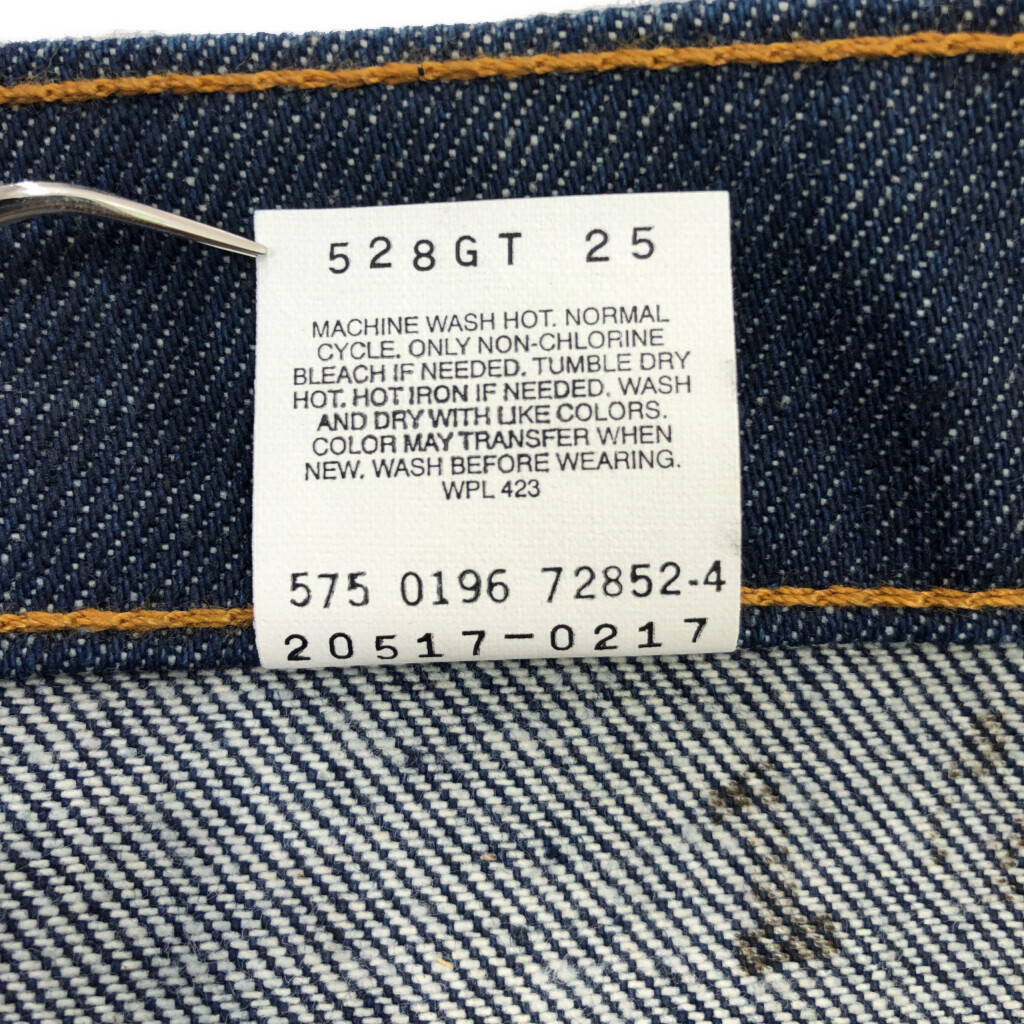 528GT 25
MACHINE WASH HOT. NORMAL
CYCLE. ONLY NON-CHLORINE
BLEACH IF NEEDED. TUMBLE DRY
HOT. HOT IRON IF NEEDED. WASH
AND DRY WITH LIKE COLORS.
COLOR MAY TRANSFER WHEN
NEW. WASH BEFORE WEARING.
WPL 423
575 0196 72852-4
20517-0217